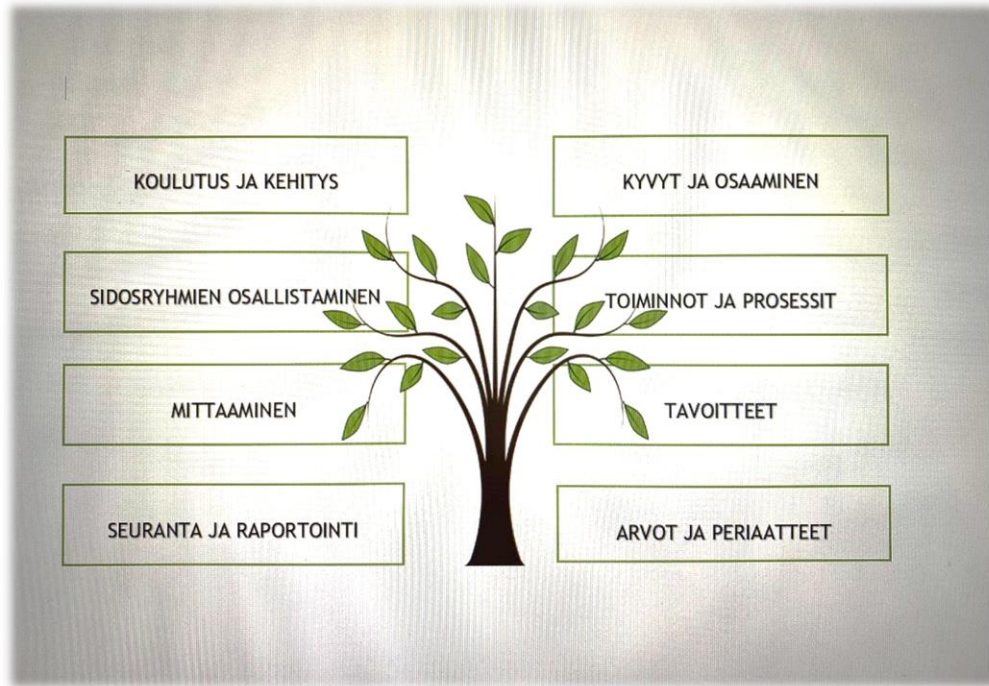 KOULUTUS JA KEHITYS
KYVYT JA OSAAMINEN
SIDOSRYHMIEN OSALLISTAMINEN
TOIMINNOT JA PROSESSIT
MITTAAMINEN
TAVOITTEET
SEURANTA JA RAPORTOINTI
ARVOT JA PERIAATTEET